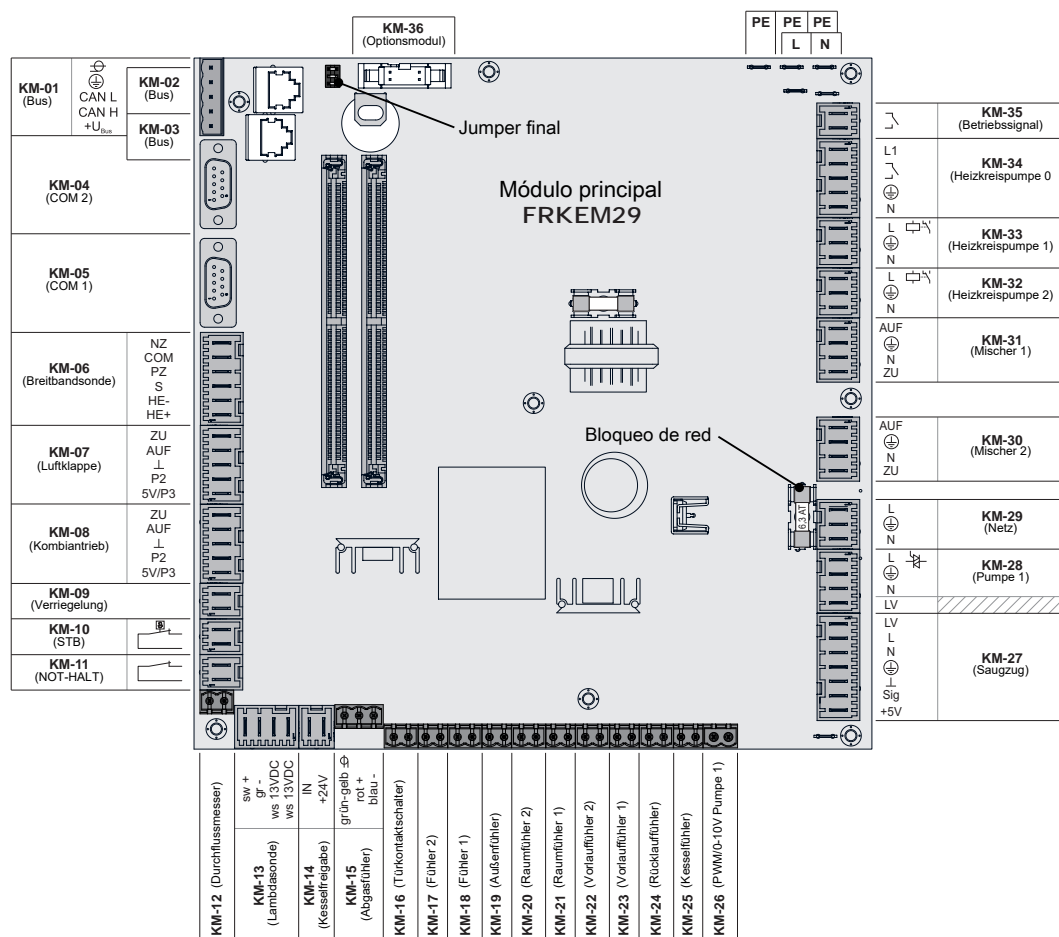 KM-36
(Optionsmodul)
PE
PE
PE
L
N
KM-01
(Bus)
CAN L
CAN H
+U Bus
KM-02
(Bus)
KM-03
(Bus)
KM-04
(COM 2)
KM-05
(COM 1)
KM-06
(Breitbandsonde)
NZ
COM
PZ
S
HE-
HE+
KM-07
(Luftklappe)
ZU
AUF
⊥
P2
5V/P3
KM-08
(Kombiantrieb)
ZU
AUF
⊥
P2
5V/P3
KM-09
(Verriegelung)
KM-10
(STB)
KM-11
(NOT-HALT)
Jumper final
Módulo principal
FRKEM29
Bloqueo de red
6,3 AT
KM-35
(Betriebssignal)
L1
N
KM-34
(Heizkreispumpe 0
L
N
KM-33
(Heizkreispumpe 1)
L
N
KM-32
(Heizkreispumpe 2)
AUF
N
ZU
KM-31
(Mischer 1)
AUF
N
ZU
KM-30
(Mischer 2)
L
N
KM-29
(Netz)
L
N
LV
KM-28
(Pumpe 1)
LV
L
N
⊥
Sig
+5V
KM-27
(Saugzug)
KM-12 (Durchflussmesser)
sw +
gr -
ws 13VDC
ws 13VDC
KM-13
(Lambdasonde)
IN
+24V
KM-14
(Kesselfreigabe)
grün-gelb
rot +
blau -
KM-15
(Abgasfühler)
KM-16 (Türkontaktschalter)
KM-17 (Fühler 2)
KM-18 (Fühler 1)
KM-19 (Außenfühler)
KM-20 (Raumfühler 2)
KM-21 (Raumfühler 1)
KM-22 (Vorlauffühler 2)
KM-23 (Vorlauffühler 1)
KM-24 (Rücklauffühler)
KM-25 (Kesselfühler)
KM-26 (PWM/0-10V Pumpe 1)